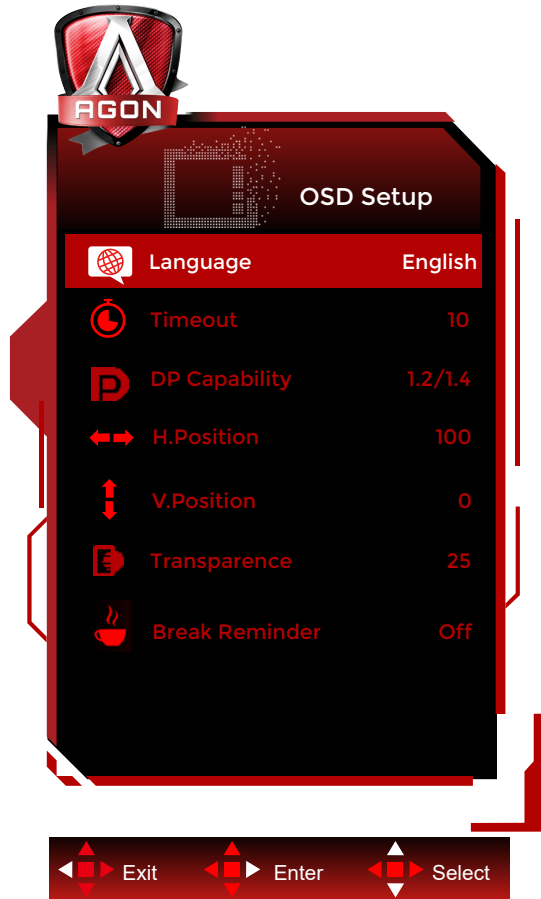 AGON
OSD Setup
Language English
Timeout 10
DP Capability 1.2/1.4
H.Position 100
V.Position 0
Transparence 25
Break Reminder Off
Exit Enter Select